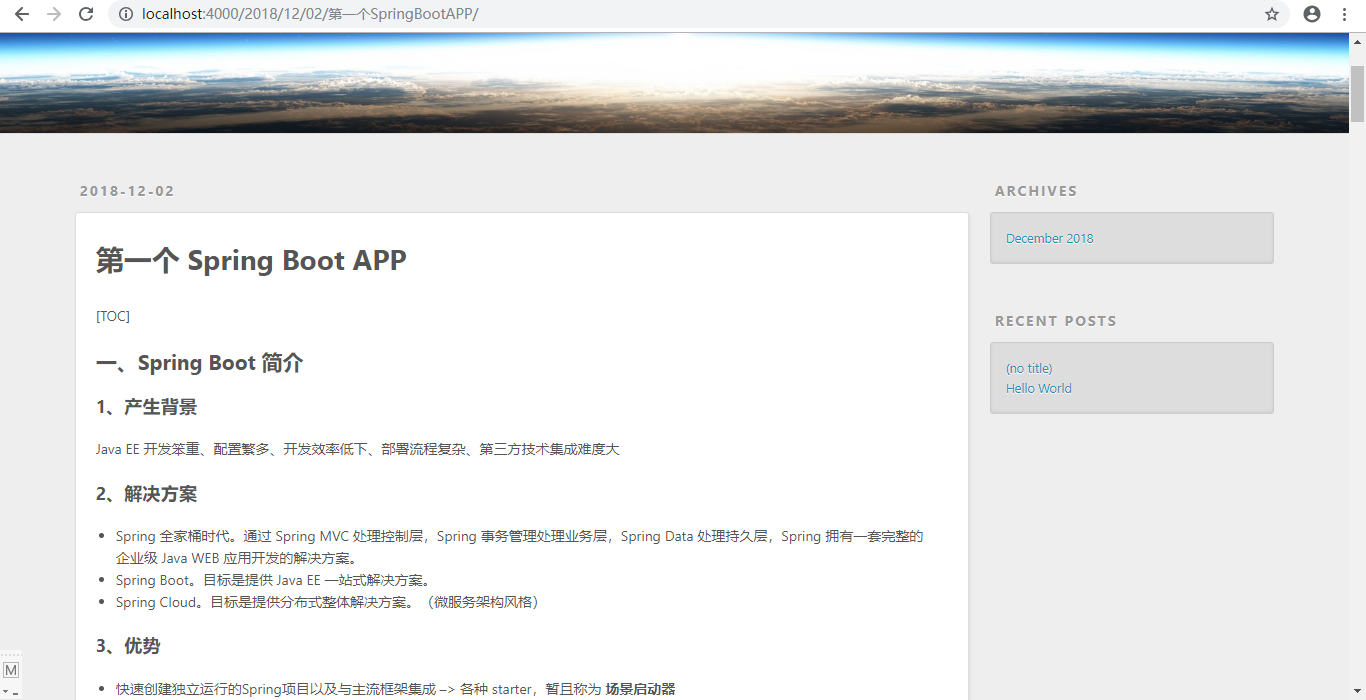 localhost:4000/2018/12/02/第一个SpringBootAPP/
2018-12-02
第一个 Spring Boot APP
[TOC]
一、Spring Boot 简介
1、产生背景
Java EE 开发笨重、配置繁多、开发效率低下、部署流程复杂、第三方技术集成难度大
2、解决方案
Spring 全家桶时代。通过 Spring MVC 处理控制层，Spring 事务管理处理业务层，Spring Data 处理持久层，Spring 拥有一套完整的
企业级 Java WEB 应用开发的解决方案。
Spring Boot。目标是提供 Java EE 一站式解决方案。
Spring Cloud。目标是提供分布式整体解决方案。（微服务架构风格）
3、优势
快速创建独立运行的Spring项目以及与主流框架集成 –> 各种 starter，暂且称为 场景启动器
ARCHIVES
December 2018
RECENT POSTS
(no title)
Hello World
M